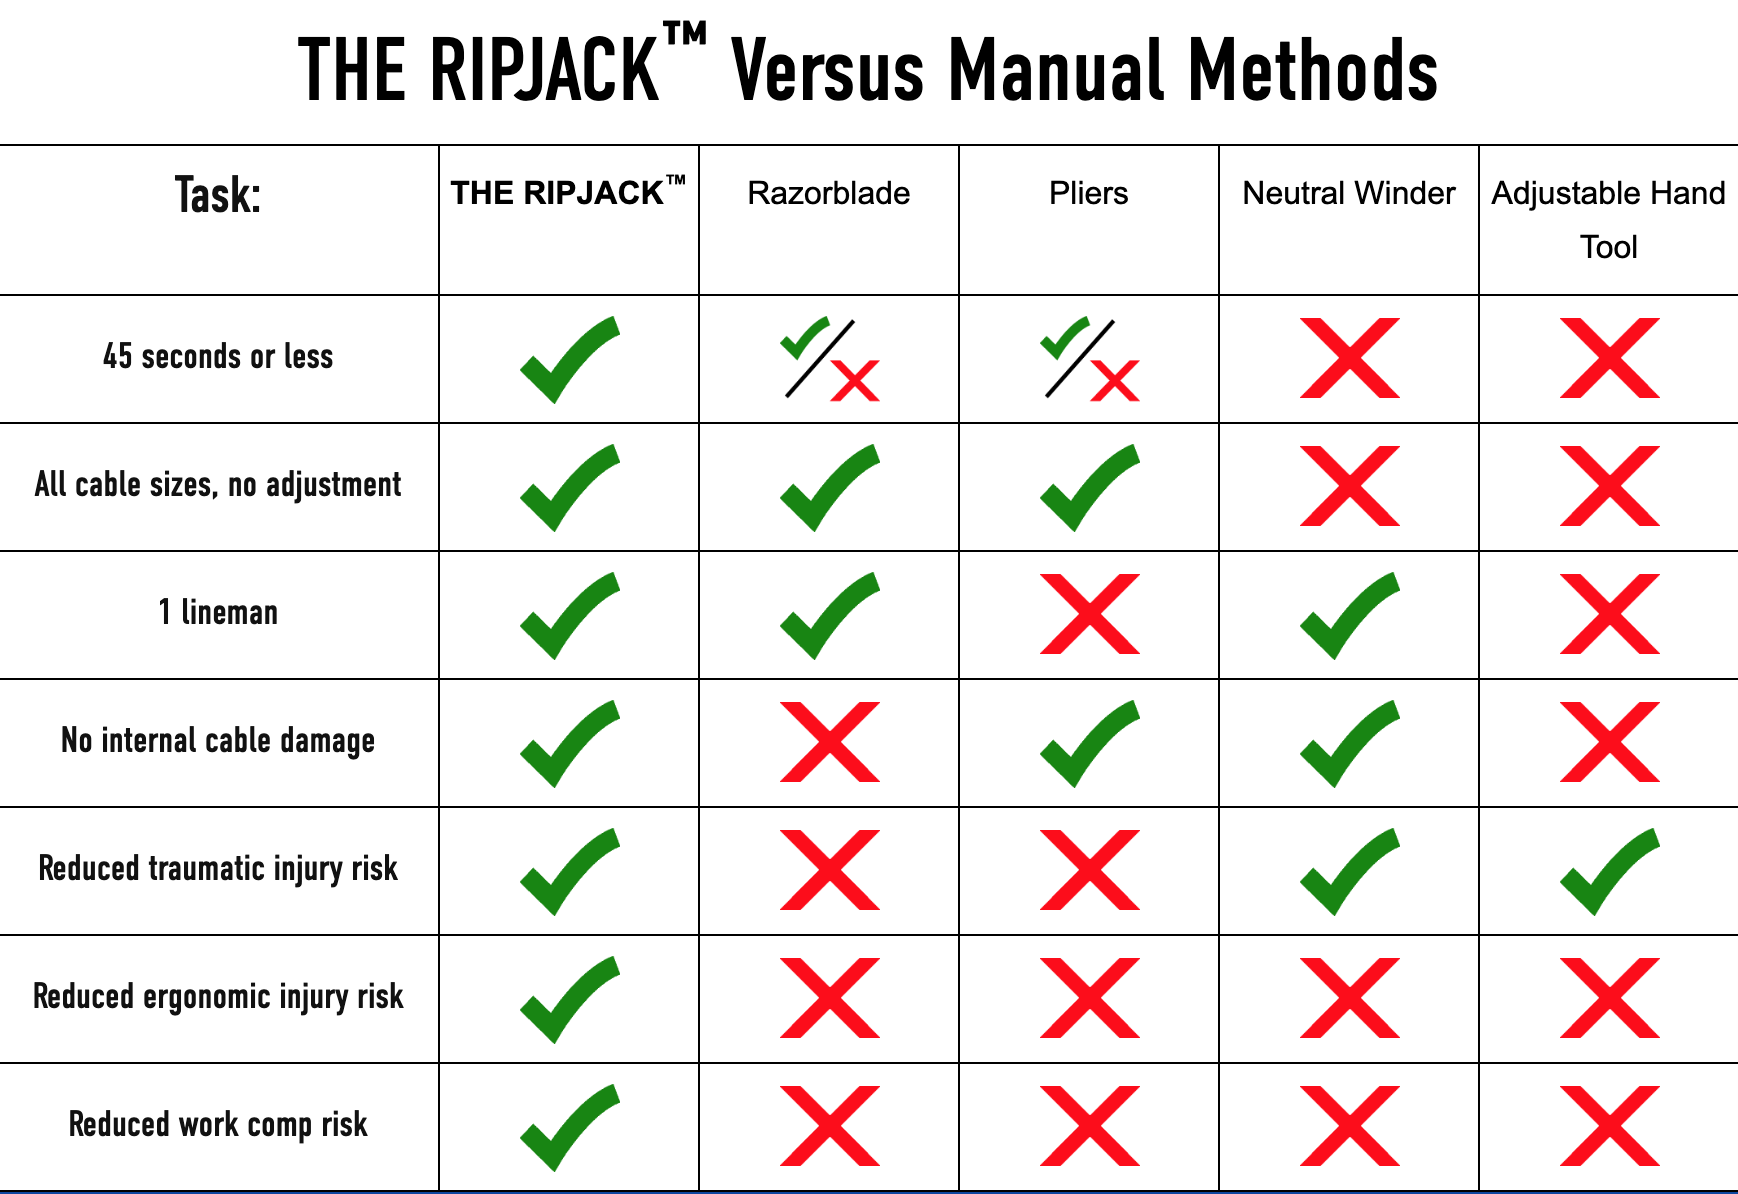 THE RIPJACK™ Versus Manual Methods
Task:
THE RIPJACK™
Razorblade
Pliers
Neutral Winder
Adjustable Hand
Tool
45 seconds or less
All cable sizes, no adjustment
1 lineman
No internal cable damage
Reduced traumatic injury risk
Reduced ergonomic injury risk
Reduced work comp risk